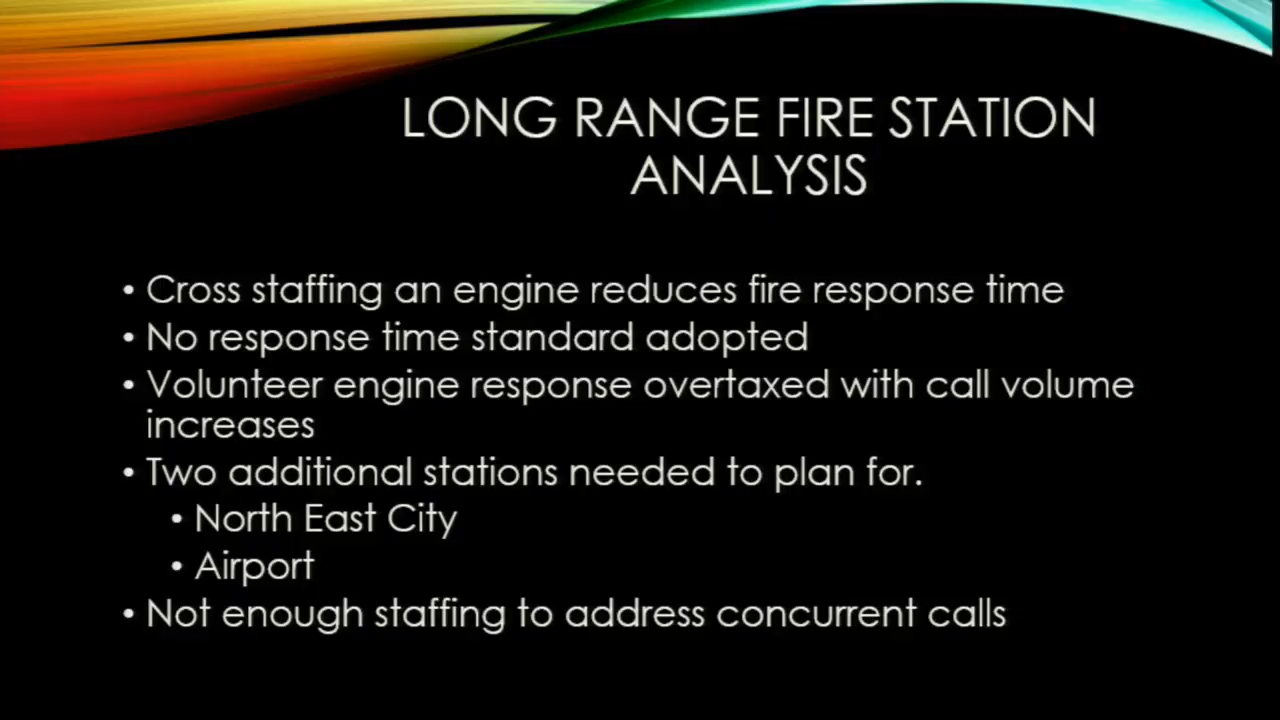 LONG RANGE FIRE STATION
ANALYSIS
• Cross staffing an engine reduces fire response time
• No response time standard adopted
• Volunteer engine response overtaxed with call volume
increases
• Two additional stations needed to plan for.
• North East City
• Airport
• Not enough staffing to address concurrent calls